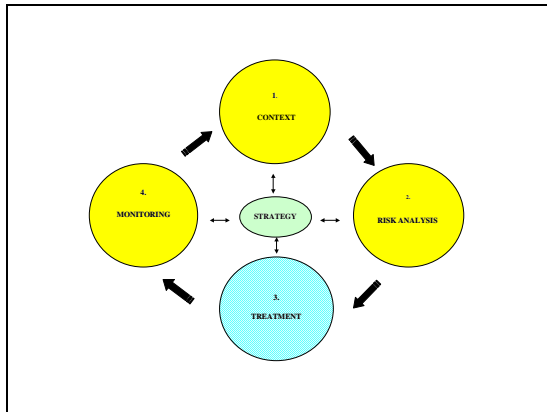 1.
CONTEXT
4.
MONITORING
STRATEGY
2.
RISK ANALYSIS
3.
TREATMENT